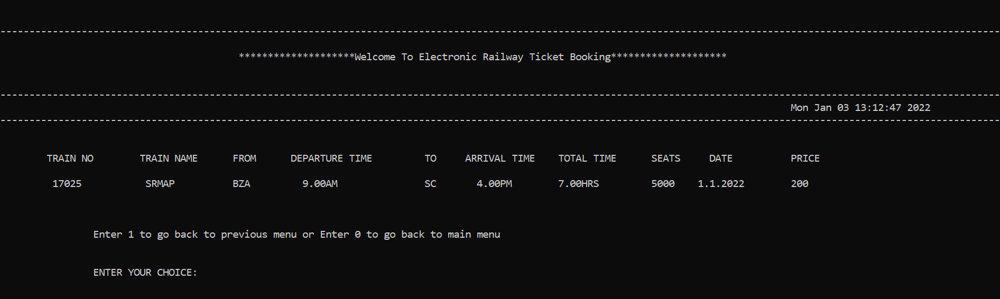 --------------------------------------------------------------------------------------------------------------------------------------------------------------------------
********************Welcome To Electronic Railway Ticket Booking********************
--------------------------------------------------------------------------------------------------------------------------------------------------------------------------
Mon Jan 03 13:12:47 2022
--------------------------------------------------------------------------------------------------------------------------------------------------------------------------
TRAIN NO TRAIN NAME FROM DEPARTURE TIME TO ARRIVAL TIME TOTAL TIME SEATS DATE PRICE
17025 SRMAP BZA 9.00AM SC 4.00PM 7.00HRS 5000 1.1.2022 200
Enter 1 to go back to previous menu or Enter 0 to go back to main menu
ENTER YOUR CHOICE: